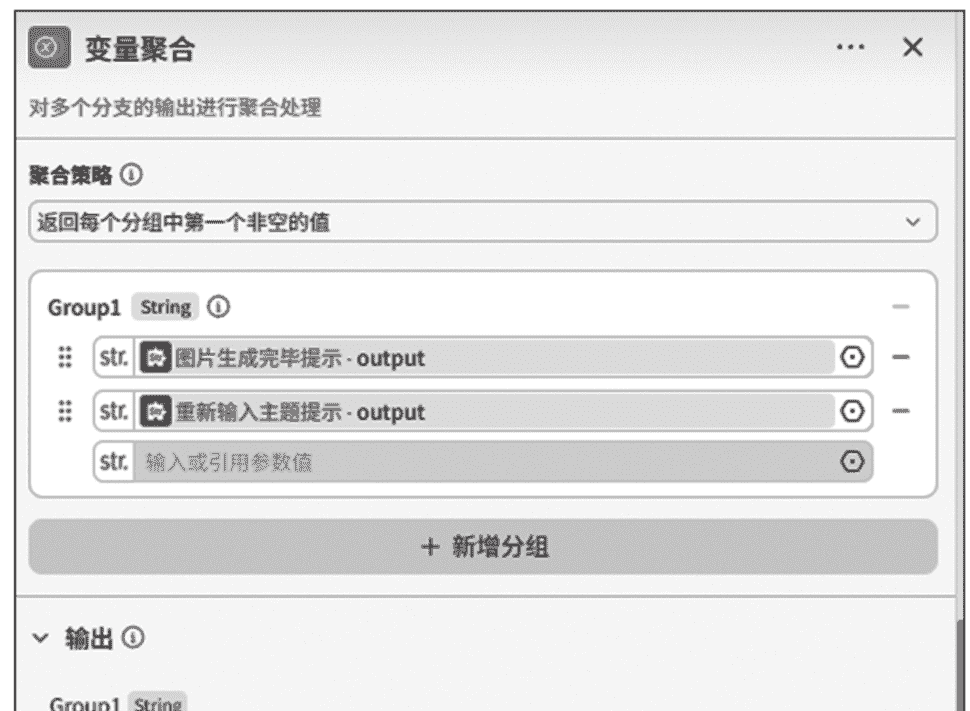 变量聚合
对多个分支的输出进行聚合处理
聚合策略
返回每个分组中第一个非空的值
Group1 String
str. 图片生成完毕提示 - output
str. 重新输入主题提示 - output
str. 输入或引用参数值
+ 新增分组
输出
Group1 String